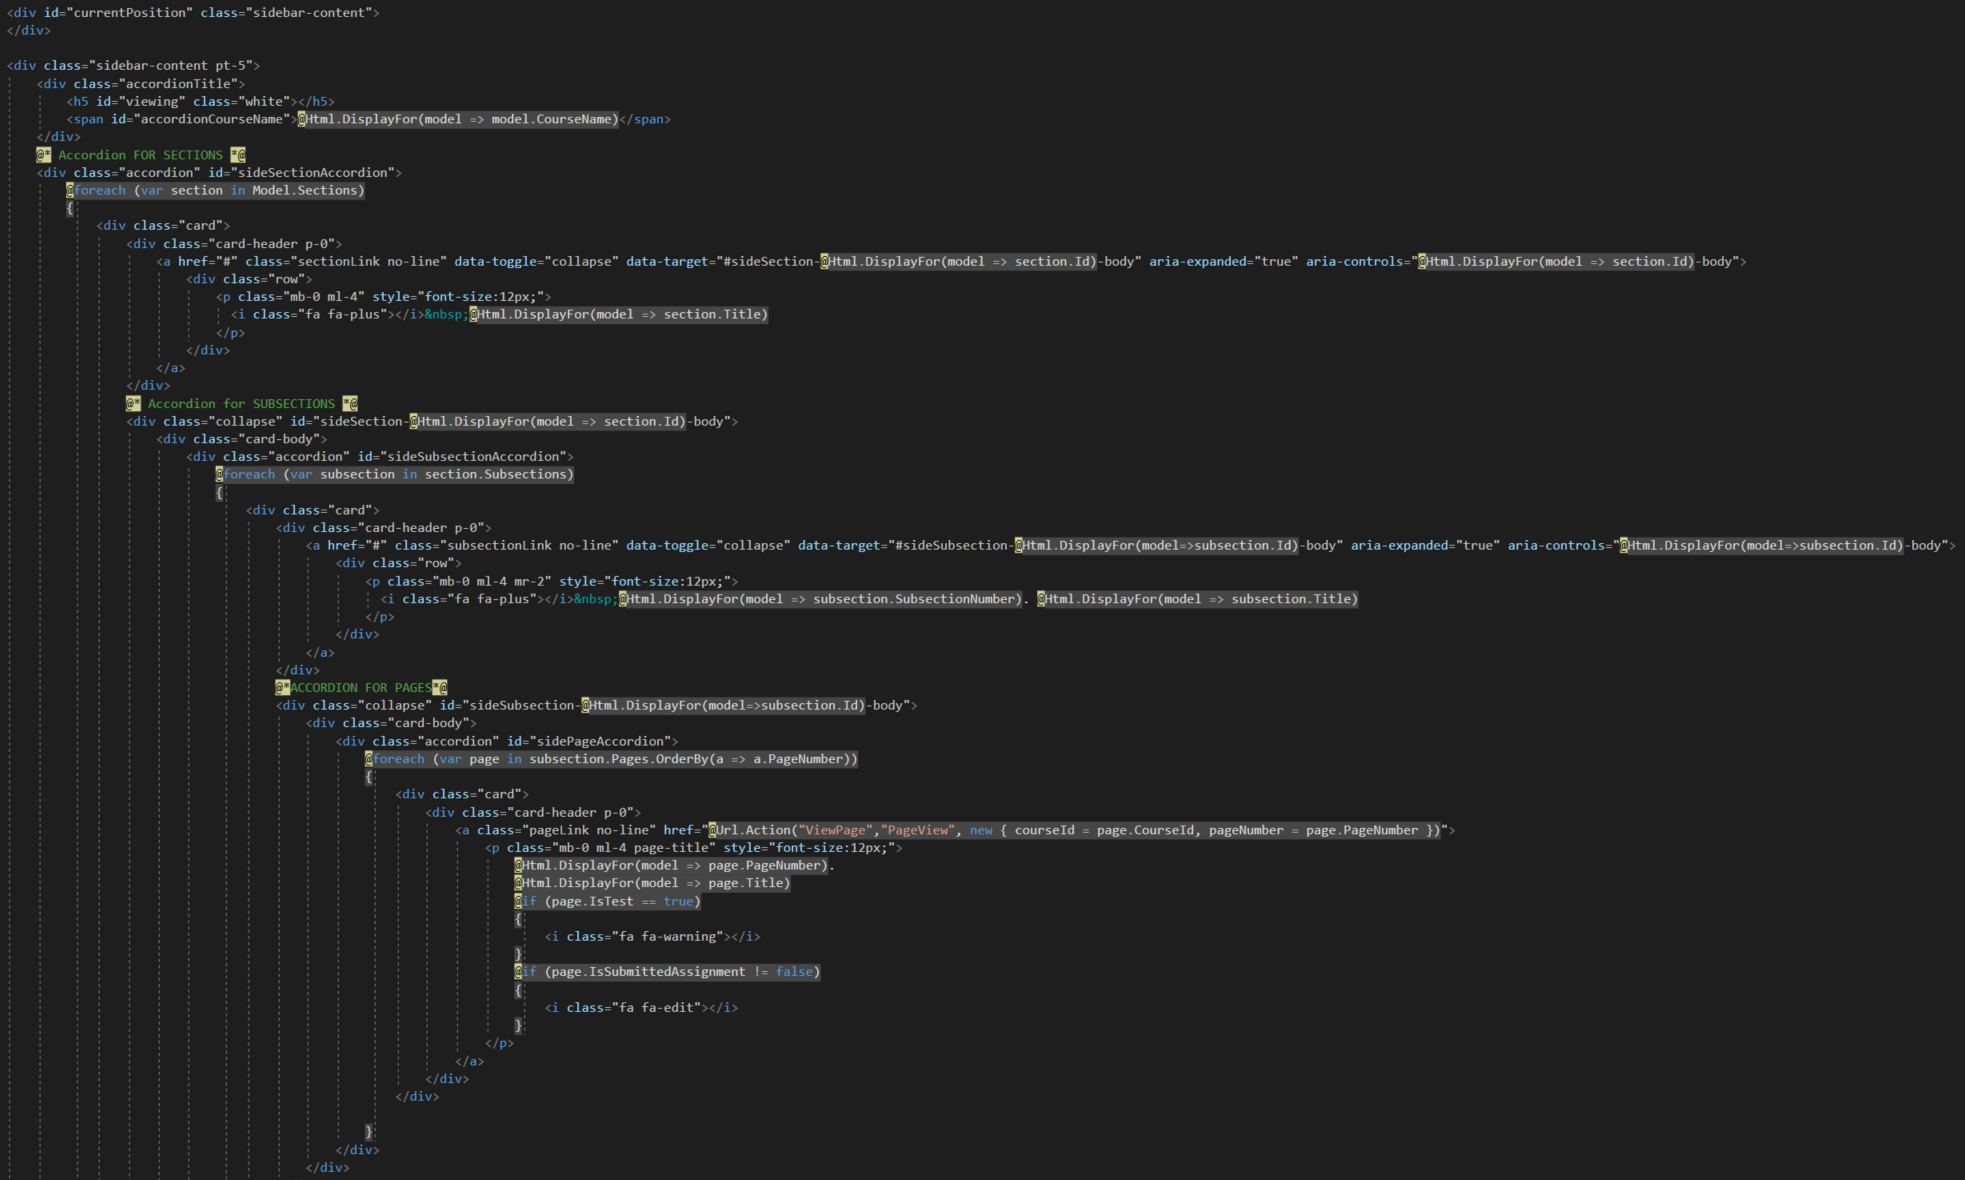 <div id="currentPosition" class="sidebar-content">
</div>
<div class="sidebar-content pt-5">
<div class="accordionTitle">
<h5 id="viewing" class="white"></h5>
<span id="accordionCourseName">@Html.DisplayFor(model => model.CourseName)</span>
</div>
@* Accordion FOR SECTIONS *@
<div class="accordion" id="sideSectionAccordion">
@foreach (var section in Model.Sections)
{
<div class="card">
<div class="card-header p-0">
<a href="#" class="sectionLink no-line" data-toggle="collapse" data-target="#sideSection-@Html.DisplayFor(model => section.Id)-body" aria-expanded="true" aria-controls="@Html.DisplayFor(model => section.Id)-body">
<div class="row">
<p class="mb-0 ml-4" style="font-size:12px;">
<i class="fa fa-plus"></i>&nbsp;@Html.DisplayFor(model => section.Title)
</p>
</div>
</a>
</div>
@* Accordion for SUBSECTIONS *@
<div class="collapse" id="sideSection-@Html.DisplayFor(model => section.Id)-body">
<div class="card-body">
<div class="accordion" id="sideSubsectionAccordion">
@foreach (var subsection in section.Subsections)
{
<div class="card">
<div class="card-header p-0">
<a href="#" class="subsectionLink no-line" data-toggle="collapse" data-target="#sideSubsection-@Html.DisplayFor(model=>subsection.Id)-body" aria-expanded="true" aria-controls="@Html.DisplayFor(model=>subsection.Id)-body">
<div class="row">
<p class="mb-0 ml-4 mr-2" style="font-size:12px;">
<i class="fa fa-plus"></i>&nbsp;@Html.DisplayFor(model => subsection.SubsectionNumber). @Html.DisplayFor(model => subsection.Title)
</p>
</div>
</a>
</div>
@*ACCORDION FOR PAGES*@
<div class="collapse" id="sideSubsection-@Html.DisplayFor(model=>subsection.Id)-body">
<div class="card-body">
<div class="accordion" id="sidePageAccordion">
@foreach (var page in subsection.Pages.OrderBy(a => a.PageNumber))
{
<div class="card">
<div class="card-header p-0">
<a class="pageLink no-line" href="@Url.Action("ViewPage","PageView", new { courseId = page.CourseId, pageNumber = page.PageNumber })">
<p class="mb-0 ml-4 page-title" style="font-size:12px;">
@Html.DisplayFor(model => page.PageNumber).
@Html.DisplayFor(model => page.Title)
@if (page.IsTest == true)
{
<i class="fa fa-warning"></i>
}
@if (page.IsSubmittedAssignment != false)
{
<i class="fa fa-edit"></i>
}
</p>
</a>
</div>
</div>
}
</div>
</div>